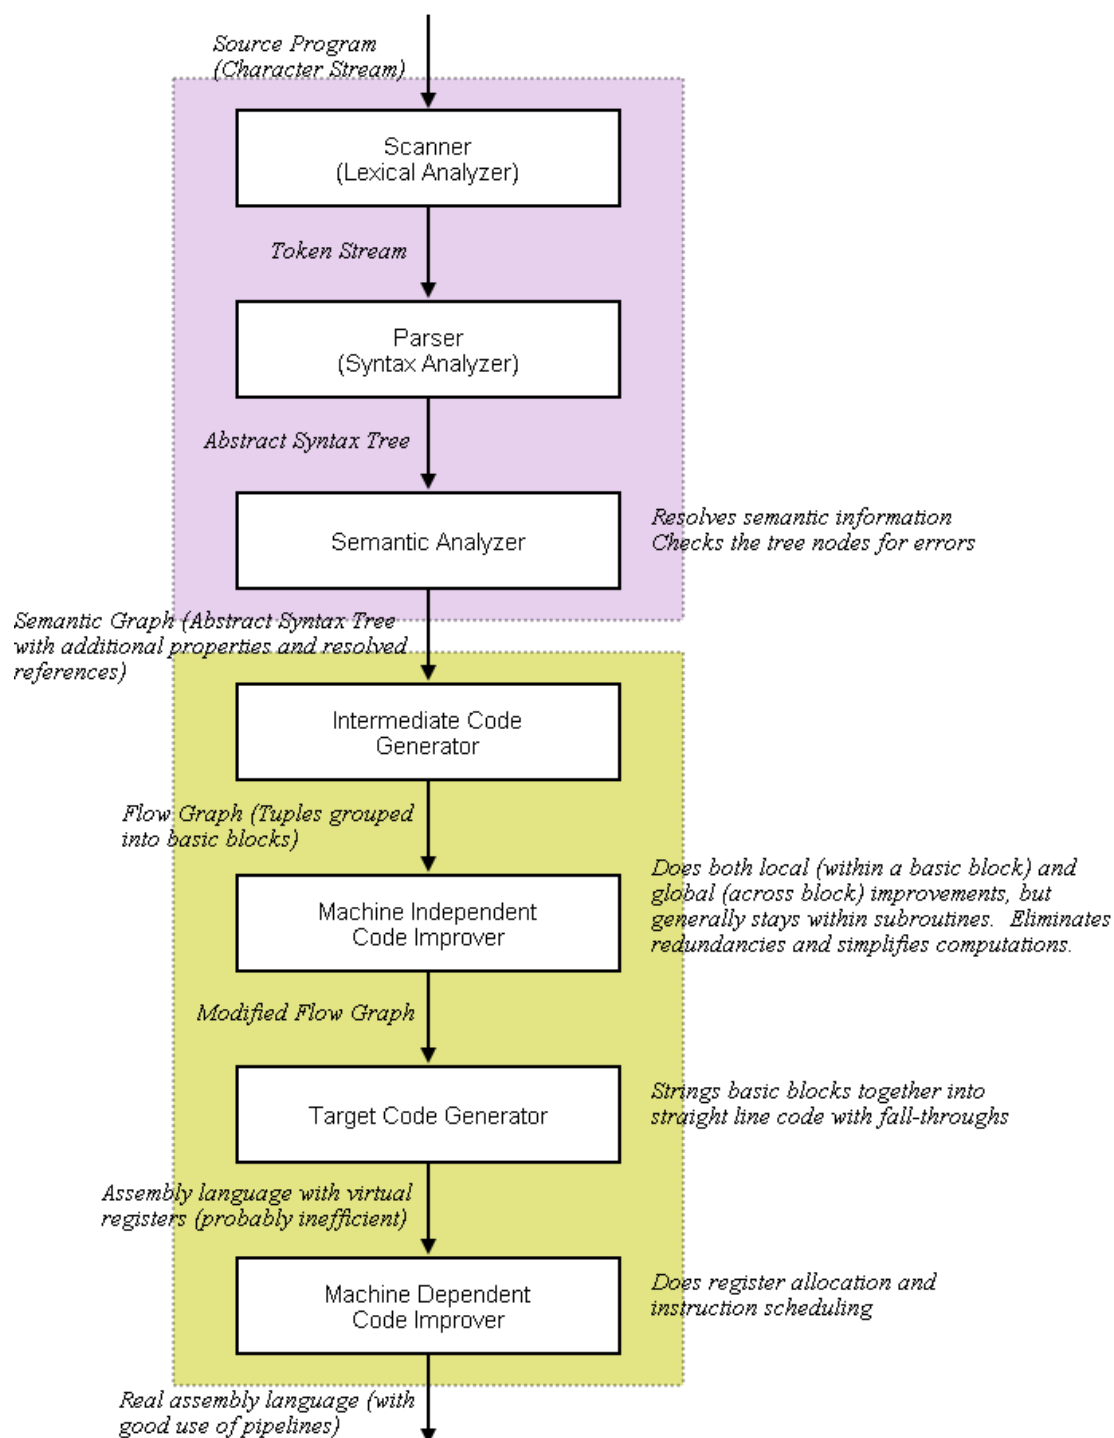 Source Program
(Character Stream)
Scanner
(Lexical Analyzer)
Token Stream
Parser
(Syntax Analyzer)
Abstract Syntax Tree
Semantic Analyzer
Resolves semantic information
Checks the tree nodes for errors
Semantic Graph (Abstract Syntax Tree
with additional properties and resolved
references)
Intermediate Code
Generator
Flow Graph (Tuples grouped
into basic blocks)
Machine Independent
Code Improver
Does both local (within a basic block) and
global (across block) improvements, but
generally stays within subroutines.  Eliminates
redundancies and simplifies computations.
Modified Flow Graph
Target Code Generator
Strings basic blocks together into
straight line code with fall-throughs
Assembly language with virtual
registers (probably inefficient)
Machine Dependent
Code Improver
Does register allocation and
instruction scheduling
Real assembly language (with
good use of pipelines)